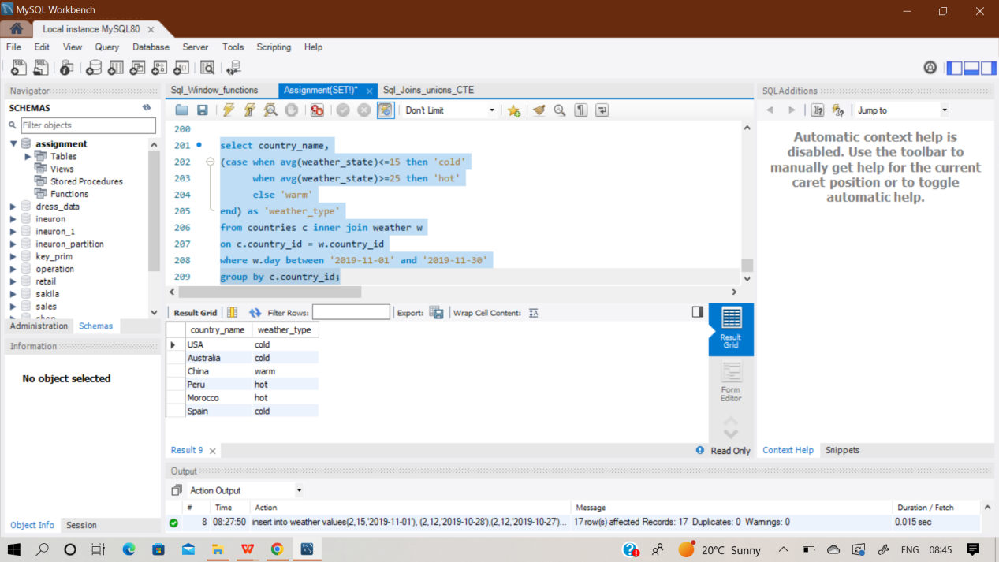 MySQL Workbench
Local instance MySQL80
File Edit View Query Database Server Tools Scripting Help
Navigator
SCHEMAS
Filter objects
assignment
Tables
Views
Stored Procedures
Functions
dress_data
ineuron
ineuron_1
ineuron_partition
key_prim
operation
retail
sakila
sales
Administration Schemas
Information
No object selected
Object Info Session
Sql_Window_functions Assignment(SET!)* Sql_Joins_unions_CTE
Don't Limit
200
201 select country_name,
202 (case when avg(weather_state)<=15 then 'cold'
203 when avg(weather_state)>=25 then 'hot'
204 else 'warm'
205 end) as 'weather_type'
206 from countries c inner join weather w
207 on c.country_id = w.country_id
208 where w.day between '2019-11-01' and '2019-11-30'
209 group by c.country_id;
Result Grid Filter Rows: Export: Wrap Cell Content:
country_name weather_type
USA cold
Australia cold
China warm
Peru hot
Morocco hot
Spain cold
Result Grid
Form Editor
Result 9
Read Only
SQLAdditions
Jump to
Automatic context help is
disabled. Use the toolbar to
manually get help for the current
caret position or to toggle
automatic help.
Context Help Snippets
Output
Action Output
# Time Action Message Duration / Fetch
8 08:27:50 insert into weather values(2,15,'2019-11-01'), (2,12,'2019-10-28'),(2,12,'2019-10-27')... 17 row(s) affected Records: 17 Duplicates: 0 Warnings: 0 0.015 sec
20°C Sunny ENG 08:45